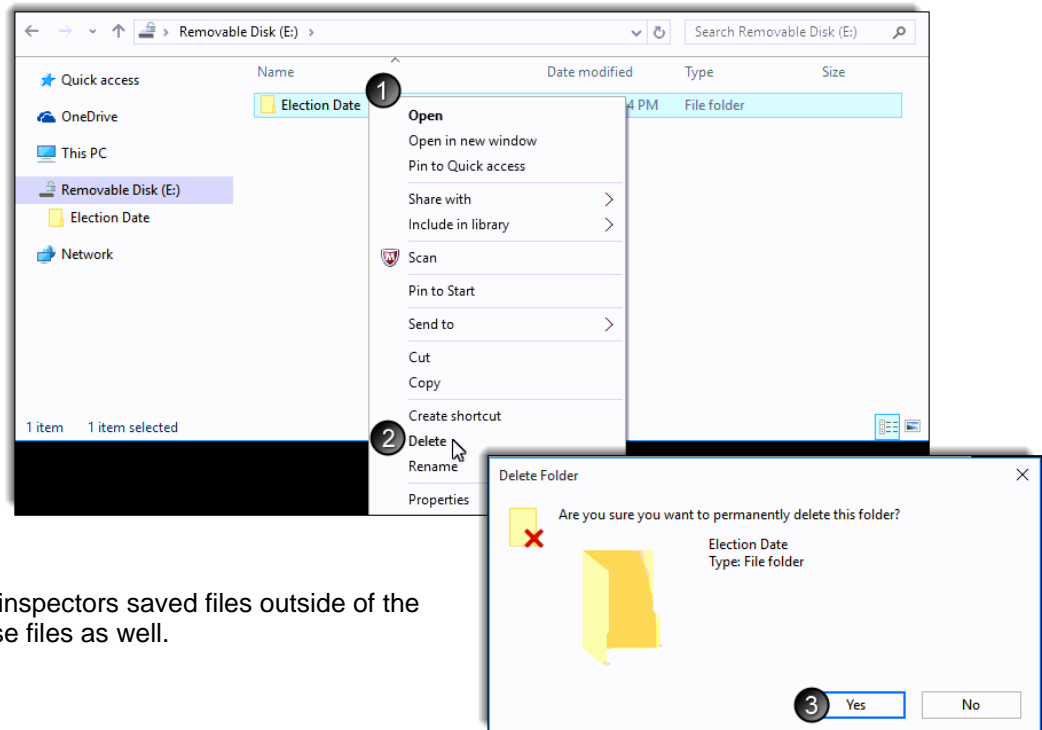 Removable Disk (E:)
Search Removable Disk (E:)
Quick access
OneDrive
This PC
Removable Disk (E:)
Election Date
Network
Name Date modified Type Size
Election Date 4 PM File folder
1
Open
Open in new window
Pin to Quick access
Share with
Include in library
Scan
Pin to Start
Send to
Cut
Copy
Create shortcut
2 Delete
Rename
Properties
1 item 1 item selected
Delete Folder
Are you sure you want to permanently delete this folder?
Election Date
Type: File folder
3 Yes No
inspectors saved files outside of the
se files as well.